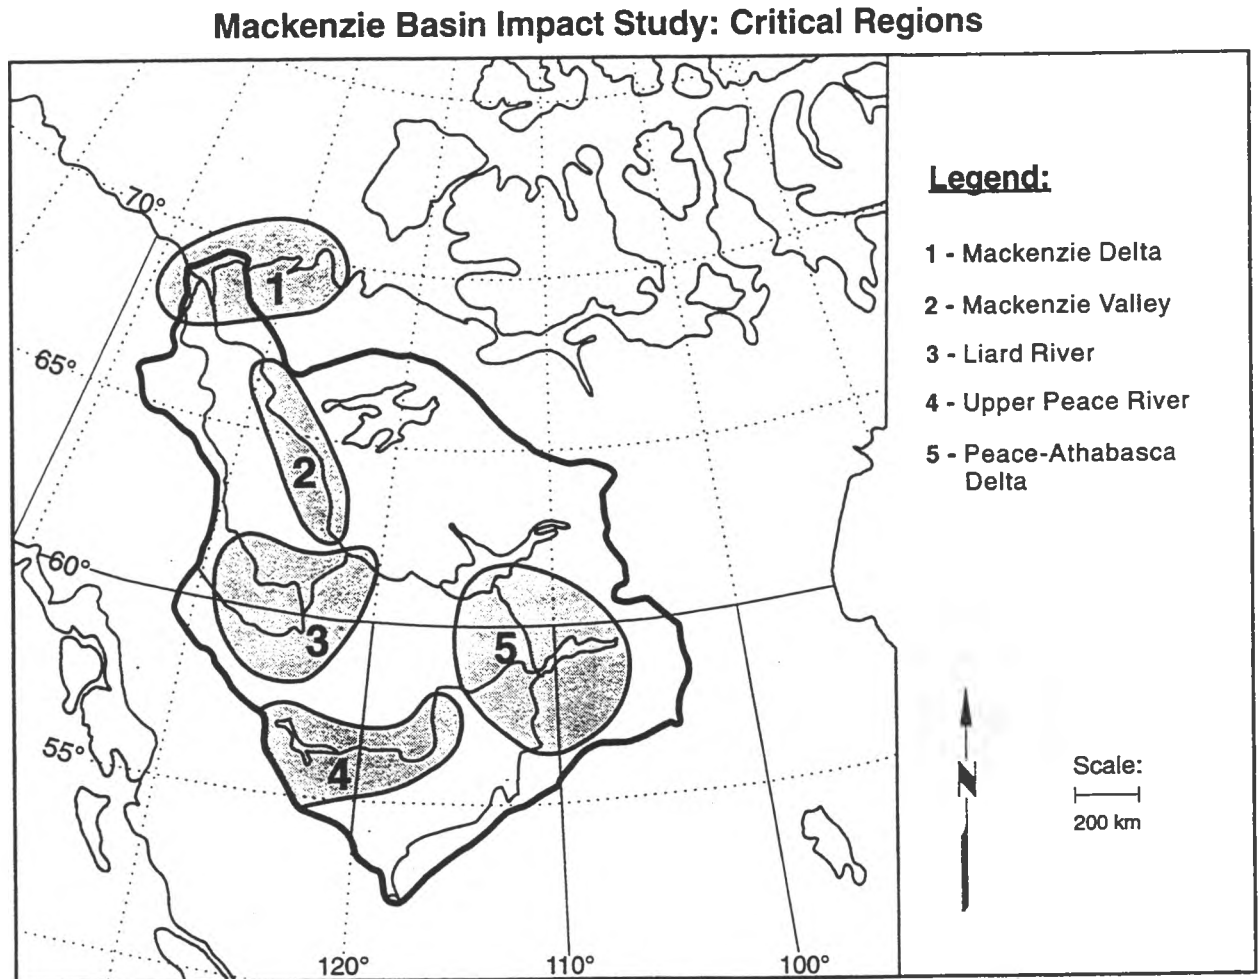 Mackenzie Basin Impact Study: Critical Regions
70°
65°
60°
55°
120°
110°
100°
1
2
3
4
5
Legend:
1 - Mackenzie Delta
2 - Mackenzie Valley
3 - Liard River
4 - Upper Peace River
5 - Peace-Athabasca
Delta
N
Scale:
200 km